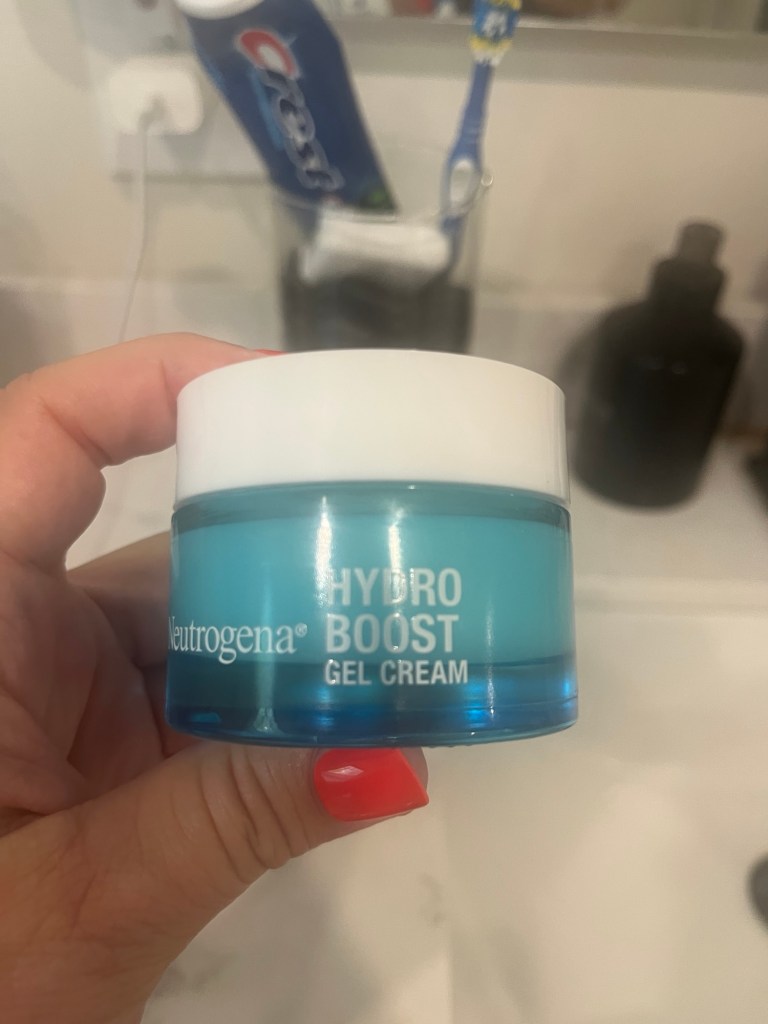 Crest
Neutrogena®
HYDRO
BOOST
GEL CREAM